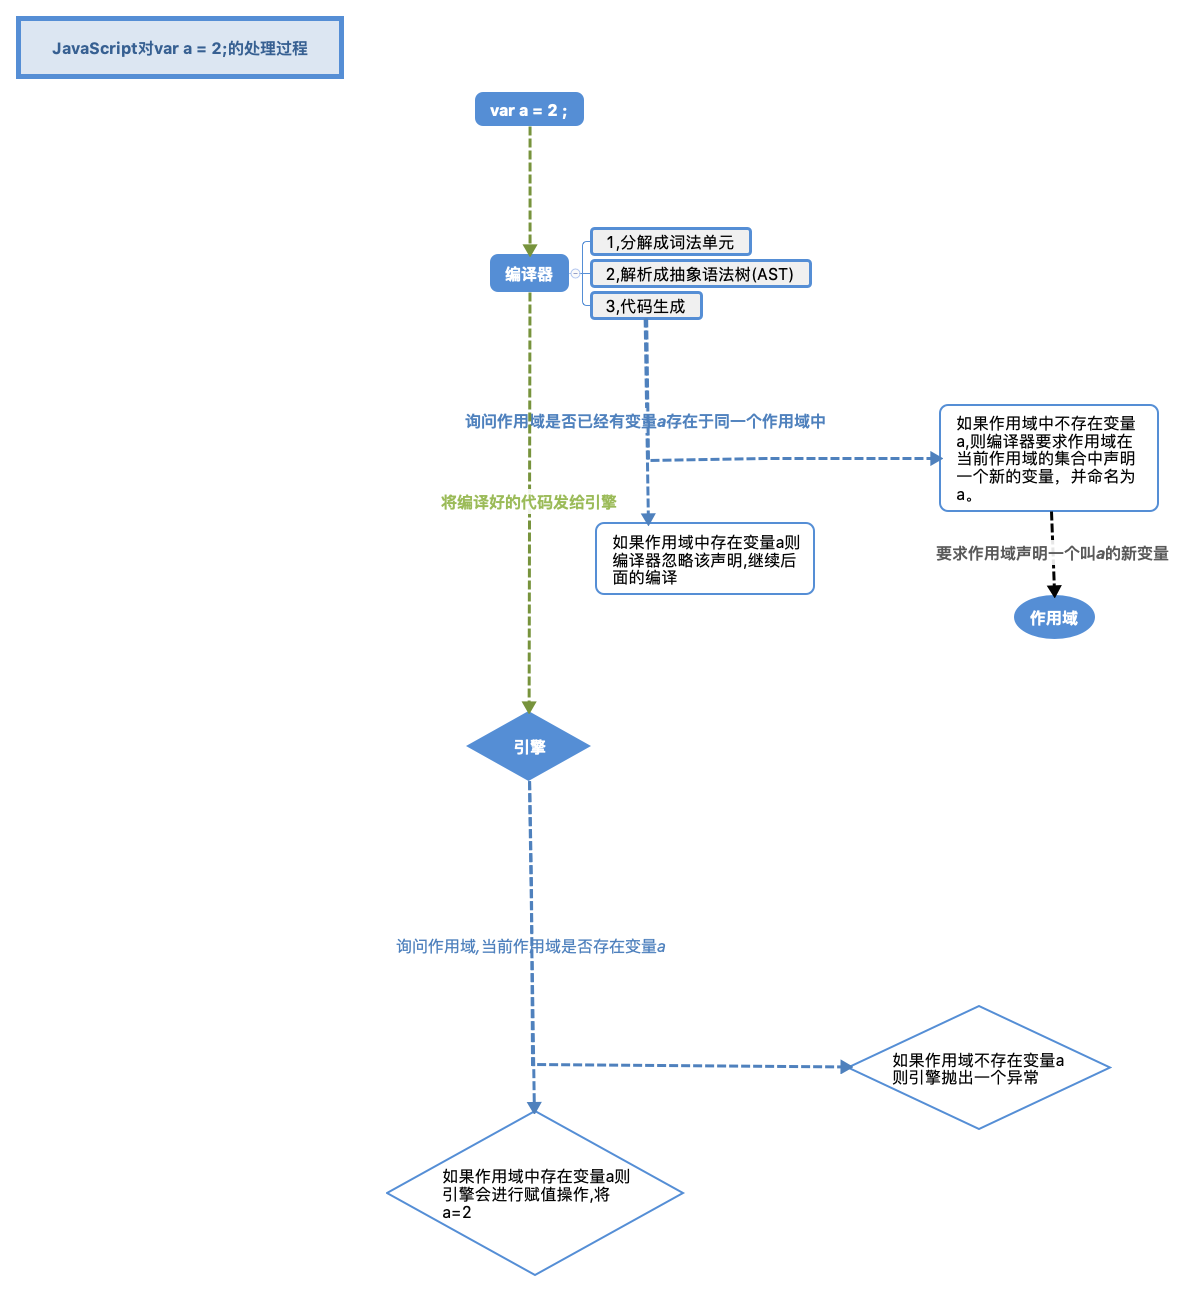 JavaScript对var a = 2;的处理过程
var a = 2 ;
编译器
1,分解成词法单元
2,解析成抽象语法树(AST)
3,代码生成
询问作用域是否已经有变量a存在于同一个作用域中
如果作用域中不存在变量
a,则编译器要求作用域在
当前作用域的集合中声明
一个新的变量，并命名为
a。
将编译好的代码发给引擎
如果作用域中存在变量a则
编译器忽略该声明,继续后
面的编译
要求作用域声明一个叫a的新变量
作用域
引擎
询问作用域,当前作用域是否存在变量a
如果作用域不存在变量a
则引擎抛出一个异常
如果作用域中存在变量a则
引擎会进行赋值操作,将
a=2